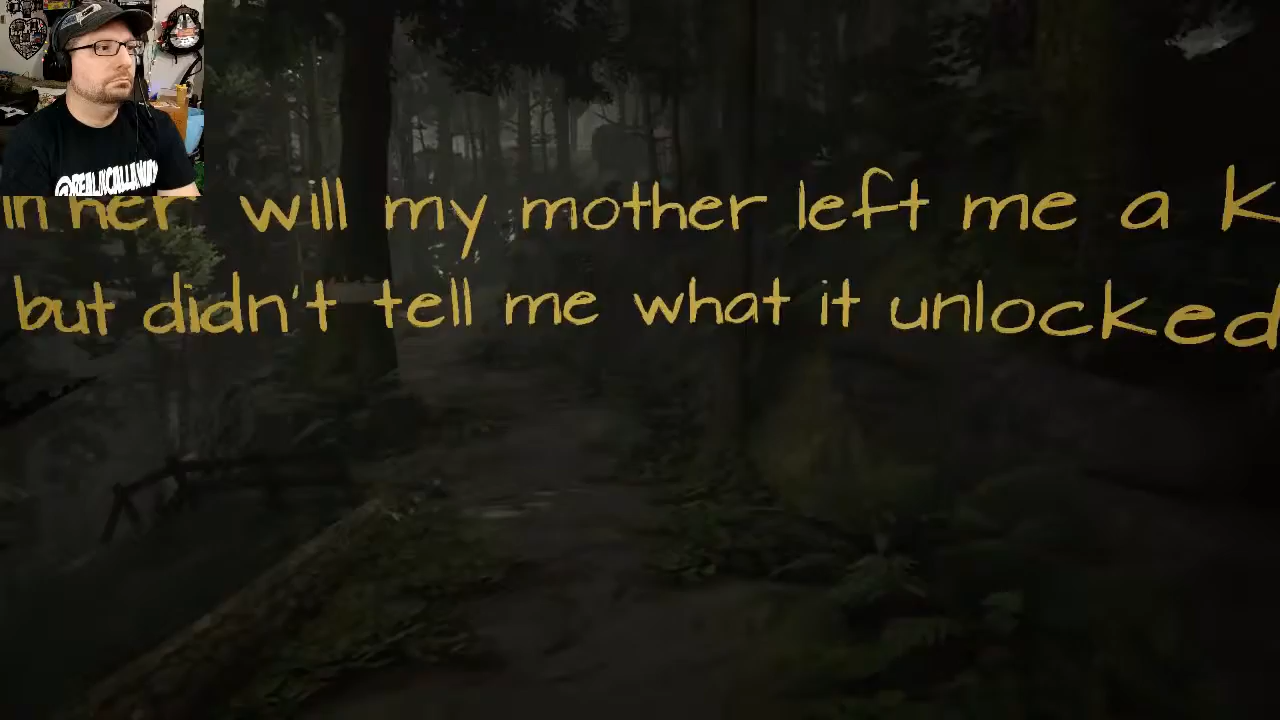 in her will my mother left me a k
but didn't tell me what it unlocked